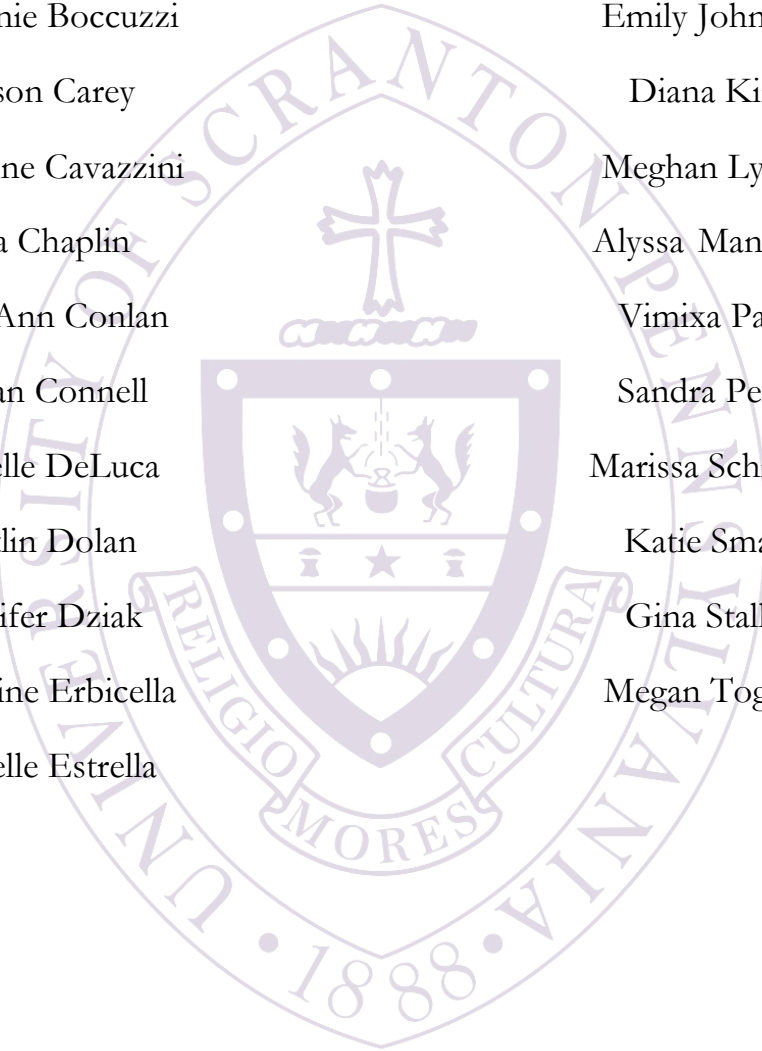 nie Boccuzzi
son Carey
ne Cavazzini
a Chaplin
Ann Conlan
an Connell
elle DeLuca
lin Dolan
ifer Dziak
ine Erbicella
elle Estrella
Emily John
Diana Ki
Meghan Ly
Alyssa Man
Vimixa Pa
Sandra Pe
Marissa Sch
Katie Sma
Gina Stall
Megan Tog
UNIVERSITY OF SCRANTON PENNSYLVANIA
RELIGIO
MORES
CULTURA
• 1888 •